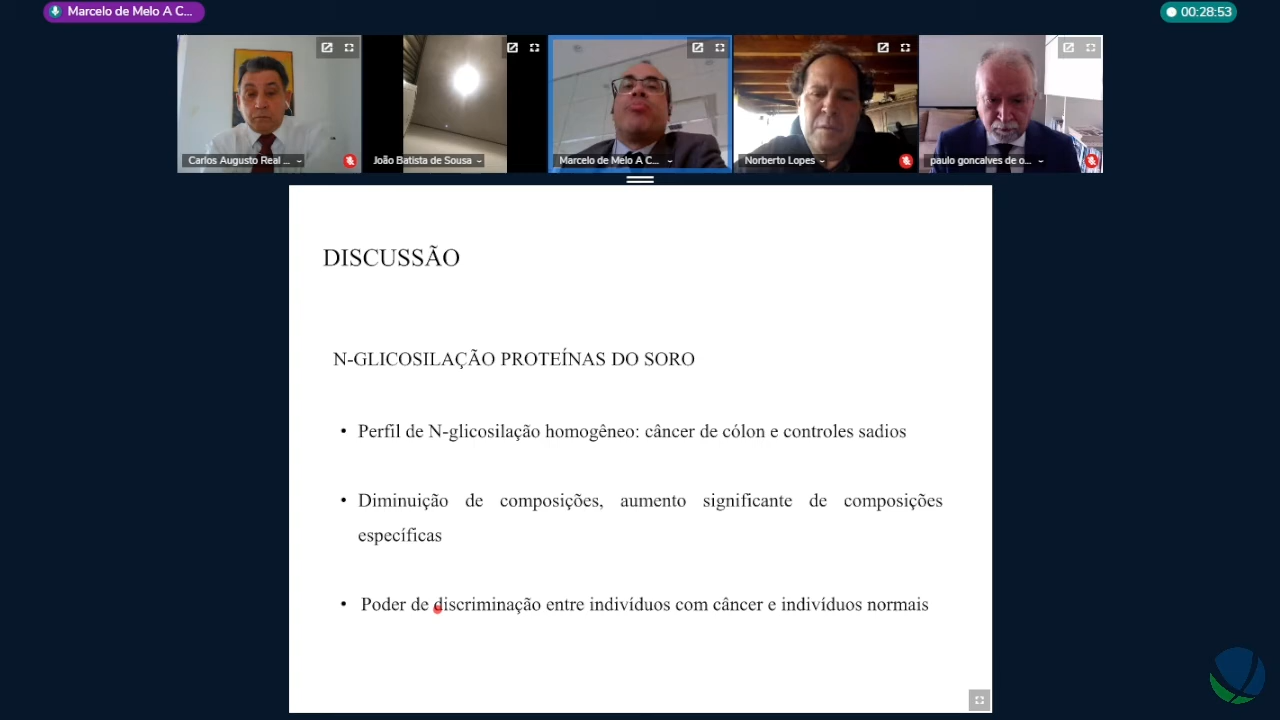 Marcelo de Melo A C...
00:28:53
Carlos Augusto Real ...
João Batista de Sousa
Marcelo de Melo A C...
Norberto Lopes
paulo goncalves de o...
DISCUSSÃO
N-GLICOSILAÇÃO PROTEÍNAS DO SORO
• Perfil de N-glicosilação homogêneo: câncer de cólon e controles sadios
• Diminuição de composições, aumento significante de composições
específicas
• Poder de discriminação entre indivíduos com câncer e indivíduos normais